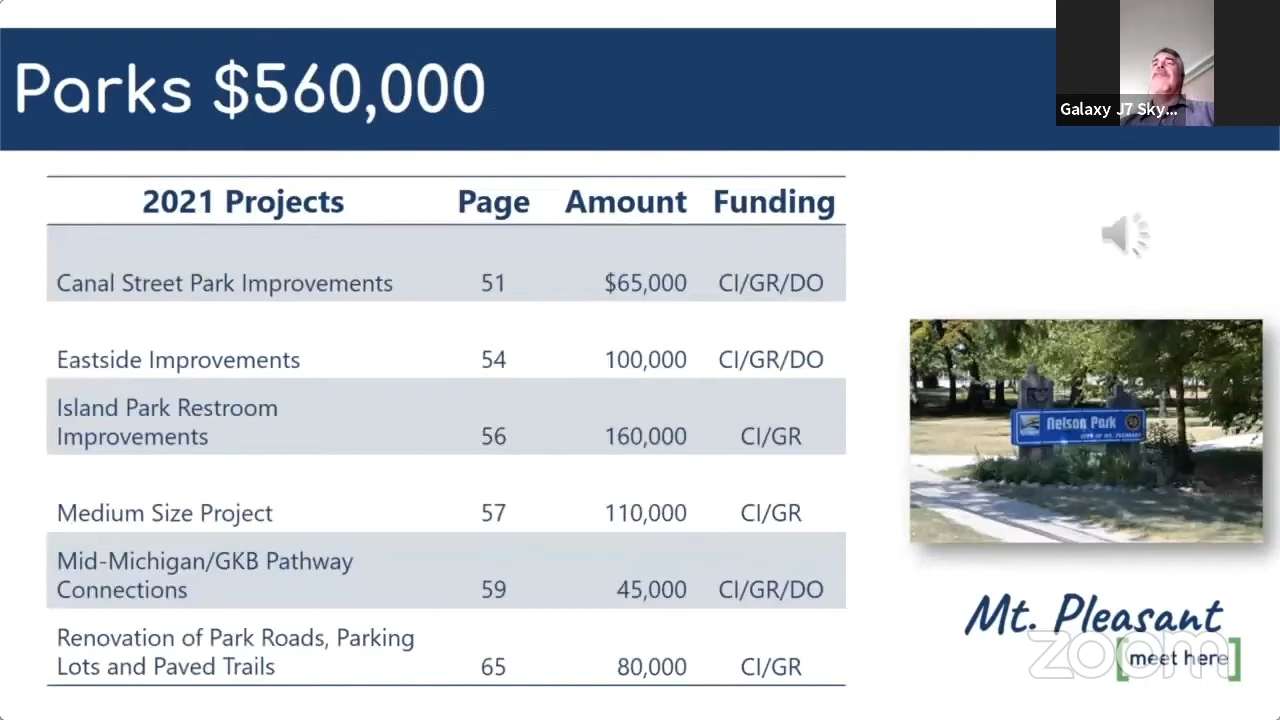 Parks $560,000
Galaxy J7 Sky...
2021 Projects Page Amount Funding
Canal Street Park Improvements 51 $65,000 CI/GR/DO
Eastside Improvements 54 100,000 CI/GR/DO
Island Park Restroom
Improvements 56 160,000 CI/GR
Medium Size Project 57 110,000 CI/GR
Mid-Michigan/GKB Pathway
Connections 59 45,000 CI/GR/DO
Renovation of Park Roads, Parking
Lots and Paved Trails 65 80,000 CI/GR
Nelson Park
CITY OF MT. PLEASANT
Mt. Pleasant
[meet here]
zoom